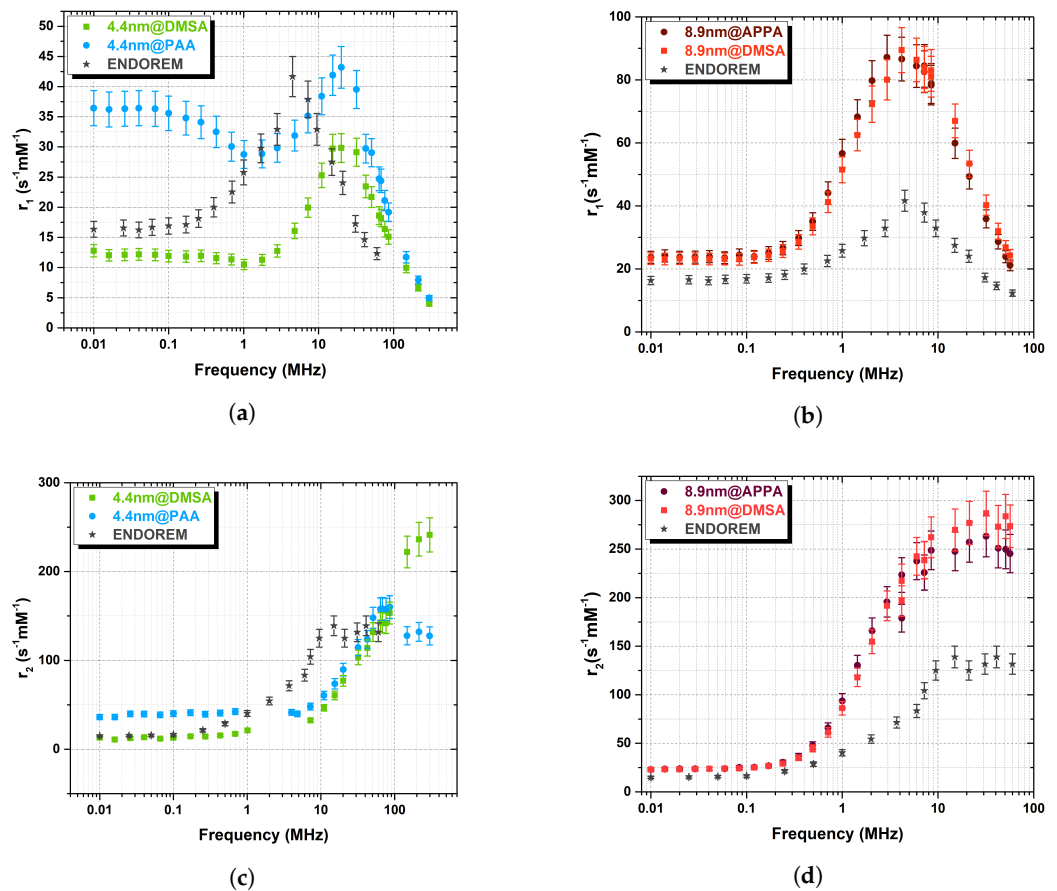 4.4nm@DMSA
4.4nm@PAA
ENDOREM
r1 (s-1mM-1)
50
45
40
35
30
25
20
15
10
5
0
0.01 0.1 1 10 100
Frequency (MHz)
(a)
8.9nm@APPA
8.9nm@DMSA
ENDOREM
r1(s-1mM-1)
100
80
60
40
20
0
0.01 0.1 1 10 100
Frequency (MHz)
(b)
4.4nm@DMSA
4.4nm@PAA
ENDOREM
r2 (s-1mM-1)
300
200
100
0
0.01 0.1 1 10 100
Frequency (MHz)
(c)
8.9nm@APPA
8.9nm@DMSA
ENDOREM
r2(s-1mM-1)
300
250
200
150
100
50
0
0.01 0.1 1 10 100
Frequency (MHz)
(d)